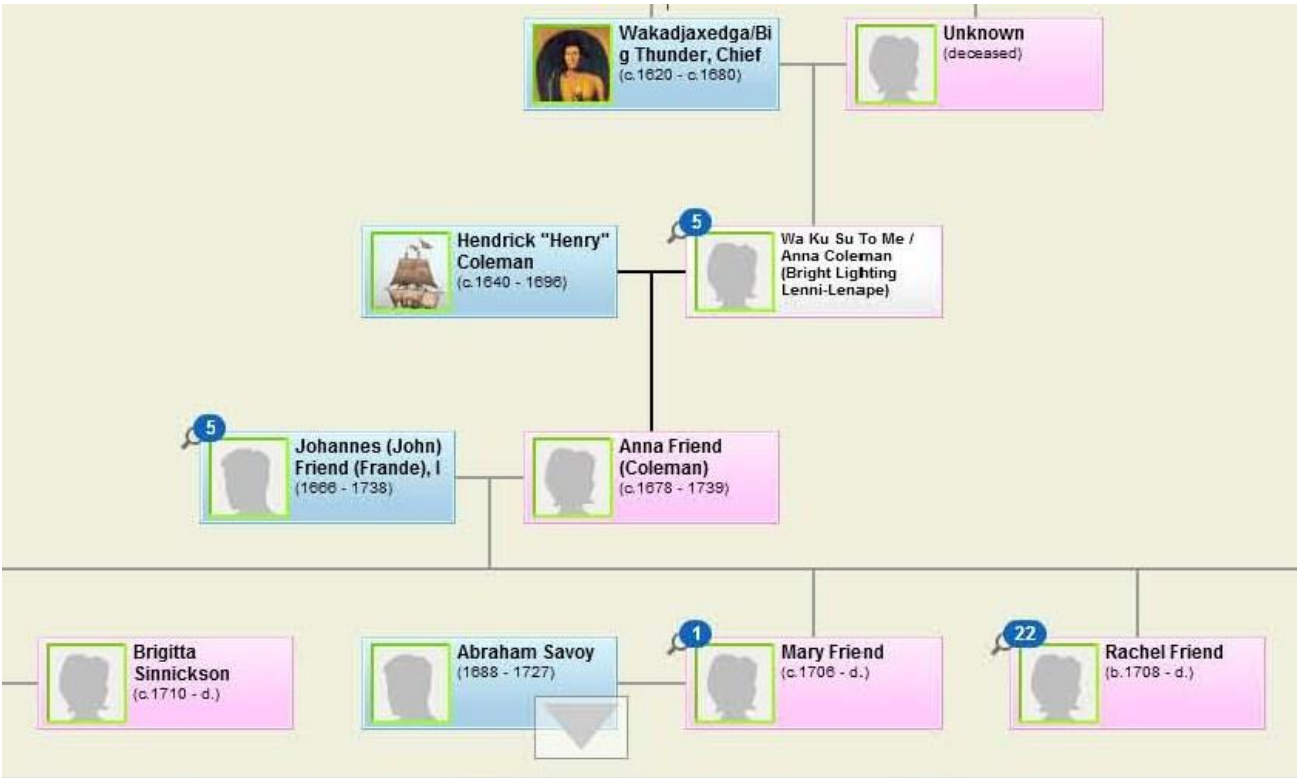 Wakadjaxedga/Bi
g Thunder, Chief
(c.1620 - c.1680)
Unknown
(deceased)
5
Hendrick "Henry"
Coleman
(c.1640 - 1696)
Wa Ku Su To Me /
Anna Coleman
(Bright Lighting
Lenni-Lenape)
5
Johannes (John)
Friend (Frande), I
(1666 - 1738)
Anna Friend
(Coleman)
(c.1678 - 1739)
Brigitta
Sinnickson
(c.1710 - d.)
Abraham Savoy
(1688 - 1727)
1
Mary Friend
(c.1706 - d.)
22
Rachel Friend
(b.1708 - d.)